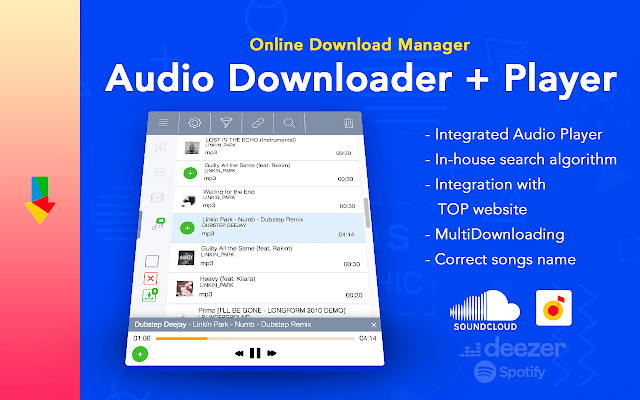 Online Download Manager
Audio Downloader + Player
LOST IN THE ECHO (Instrumental)
LINKIN_PARK
mp3
00:30
Guilty All the Same (feat. Rakim)
LINKIN_PARK
mp3
00:30
Waiting for the End
LINKIN_PARK
mp3
00:30
Linkin Park - Numb - Dubstep Remix
DUBSTEP DEEJAY
mp3
04:14
Guilty All the Same (feat. Rakim)
LINKIN_PARK
mp3
00:30
Heavy (feat. Kiiara)
LINKIN_PARK
mp3
00:30
Primo [I'LL BE GONE - LONGFORM 2010 DEMO]
Dubstep Deejay - Linkin Park - Numb - Dubstep Remix
01:06
04:14
- Integrated Audio Player
- In-house search algorithm
- Integration with
TOP website
- MultiDownloading
- Correct songs name
SOUNDCLOUD
deezer
Spotify